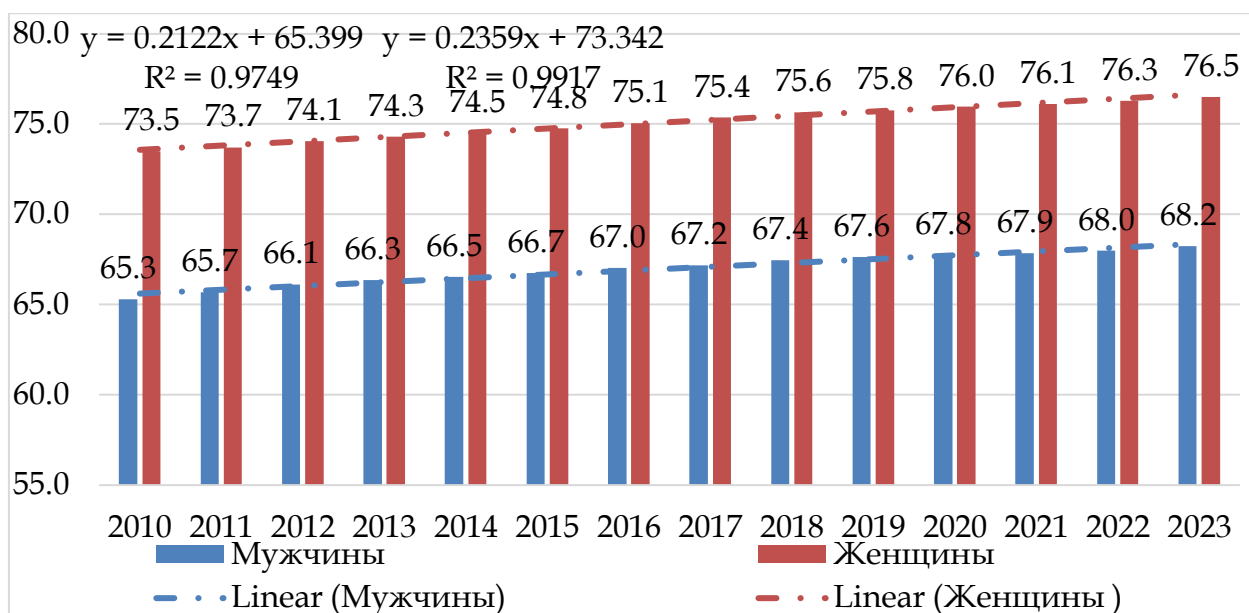 80.0
y = 0.2122x + 65.399 y = 0.2359x + 73.342
R² = 0.9749 R² = 0.9917
73.5 73.7 74.1 74.3 74.5 74.8 75.1 75.4 75.6 75.8 76.0 76.1 76.3 76.5
75.0
70.0
65.3 65.7 66.1 66.3 66.5 66.7 67.0 67.2 67.4 67.6 67.8 67.9 68.0 68.2
65.0
60.0
55.0
2010 2011 2012 2013 2014 2015 2016 2017 2018 2019 2020 2021 2022 2023
Мужчины Женщины
Linear (Мужчины) Linear (Женщины )